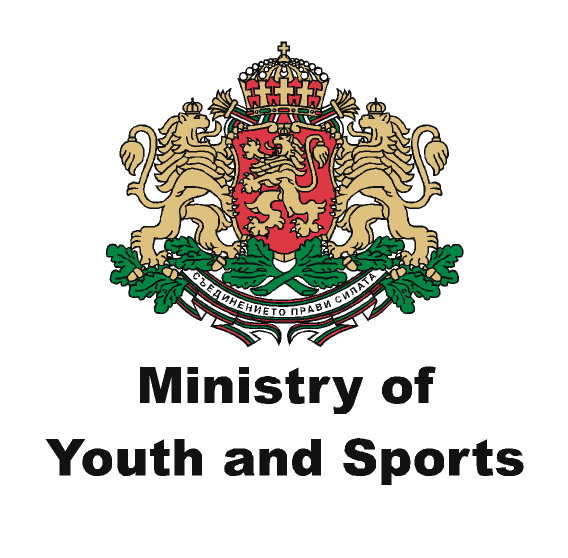 СЪЕДИНЕНИЕТО ПРАВИ СИЛАТА
Ministry of
Youth and Sports